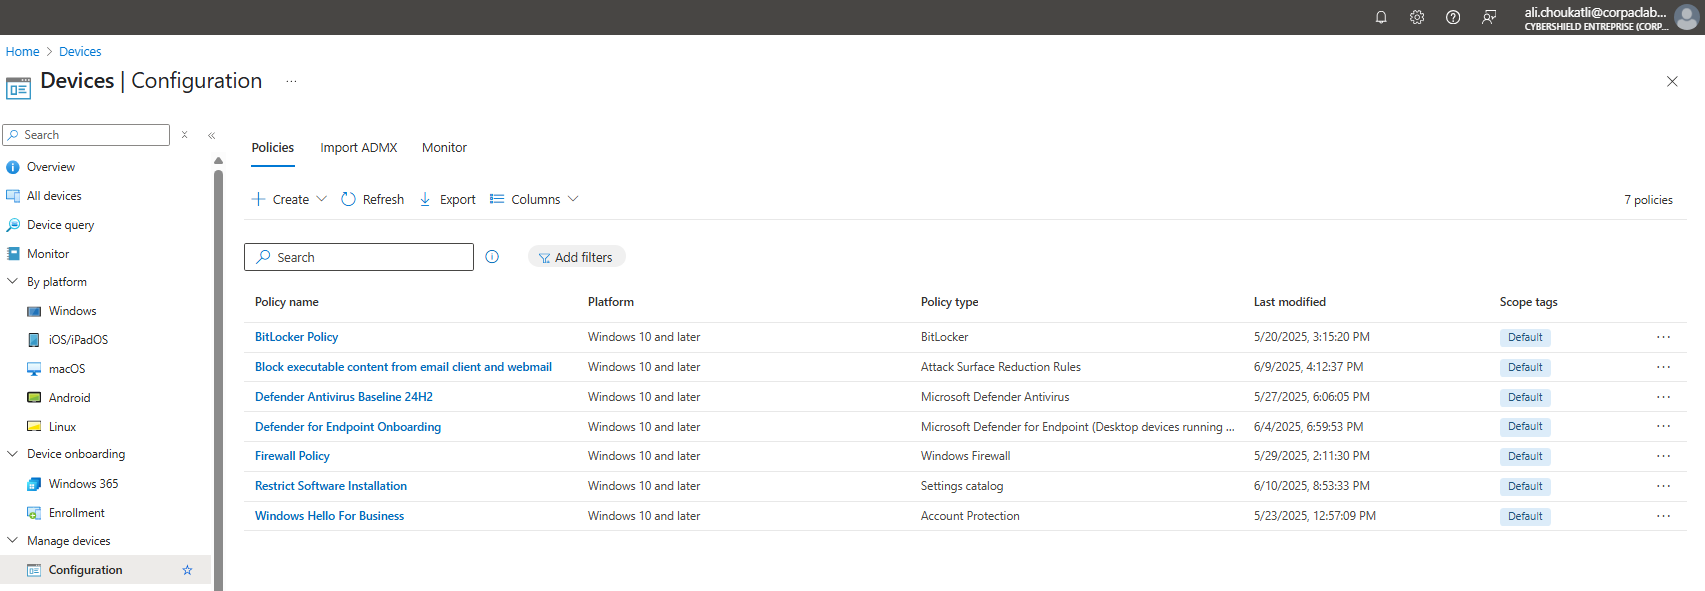 ali.choukatli@corpaclab...
CYBERSHIELD ENTREPRISE (CORP...
Home > Devices
Devices | Configuration ...
Search
Overview
All devices
Device query
Monitor
By platform
Windows
iOS/iPadOS
macOS
Android
Linux
Device onboarding
Windows 365
Enrollment
Manage devices
Configuration
Policies Import ADMX Monitor
Create Refresh Export Columns 7 policies
Search Add filters
Policy name Platform Policy type Last modified Scope tags
BitLocker Policy Windows 10 and later BitLocker 5/20/2025, 3:15:20 PM Default ...
Block executable content from email client and webmail Windows 10 and later Attack Surface Reduction Rules 6/9/2025, 4:12:37 PM Default ...
Defender Antivirus Baseline 24H2 Windows 10 and later Microsoft Defender Antivirus 5/27/2025, 6:06:05 PM Default ...
Defender for Endpoint Onboarding Windows 10 and later Microsoft Defender for Endpoint (Desktop devices running ... 6/4/2025, 6:59:53 PM Default ...
Firewall Policy Windows 10 and later Windows Firewall 5/29/2025, 2:11:30 PM Default ...
Restrict Software Installation Windows 10 and later Settings catalog 6/10/2025, 8:53:33 PM Default ...
Windows Hello For Business Windows 10 and later Account Protection 5/23/2025, 12:57:09 PM Default ...